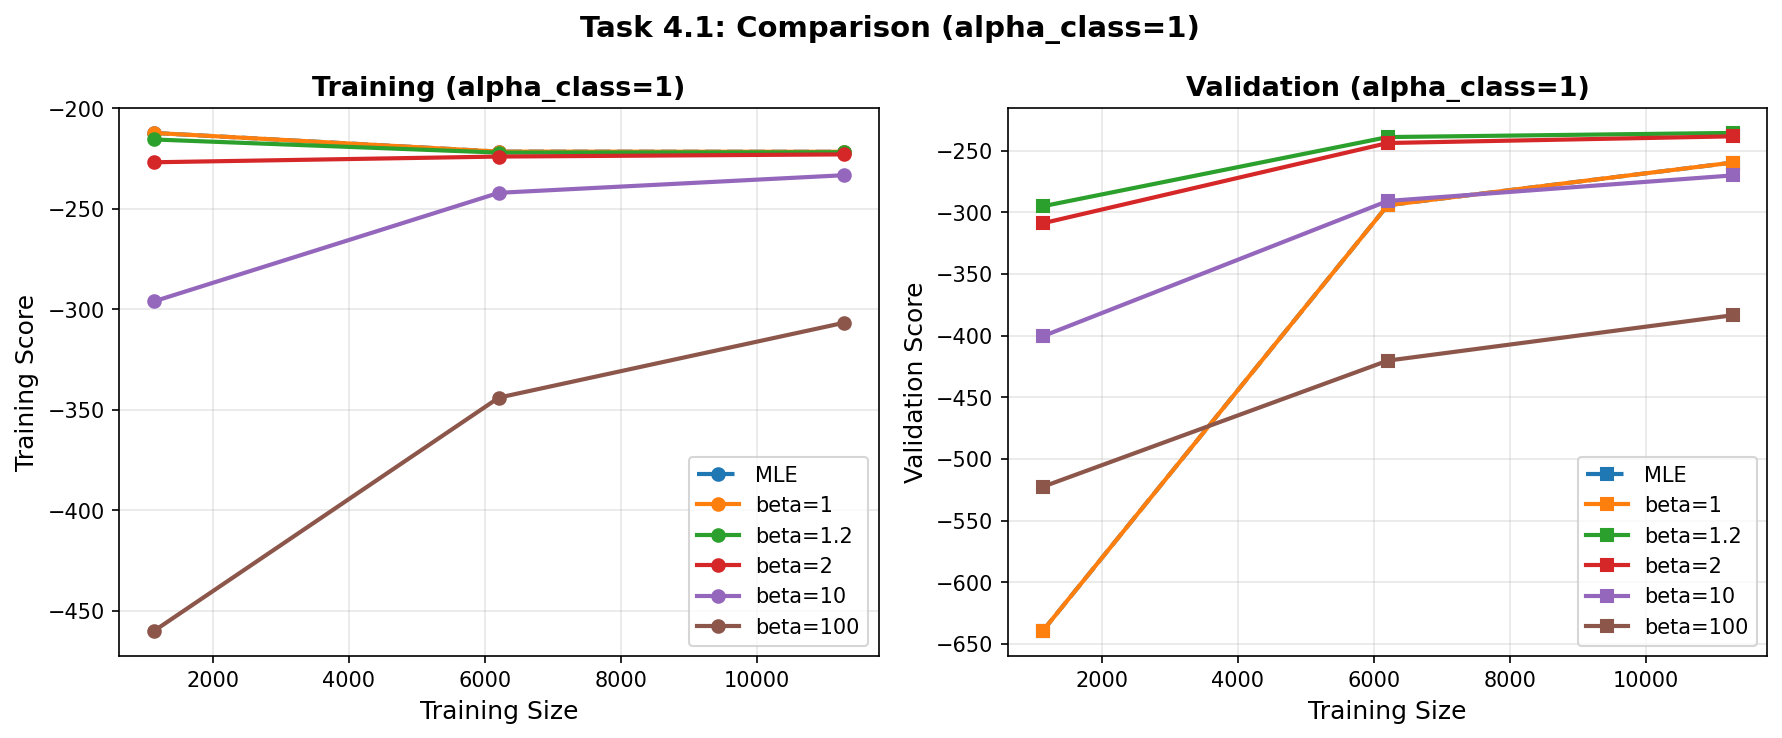 Task 4.1: Comparison (alpha_class=1)
Training (alpha_class=1)
Training Score
−200
−250
−300
−350
−400
−450
2000
4000
6000
8000
10000
Training Size
MLE
beta=1
beta=1.2
beta=2
beta=10
beta=100
Validation (alpha_class=1)
Validation Score
−250
−300
−350
−400
−450
−500
−550
−600
−650
2000
4000
6000
8000
10000
Training Size
MLE
beta=1
beta=1.2
beta=2
beta=10
beta=100